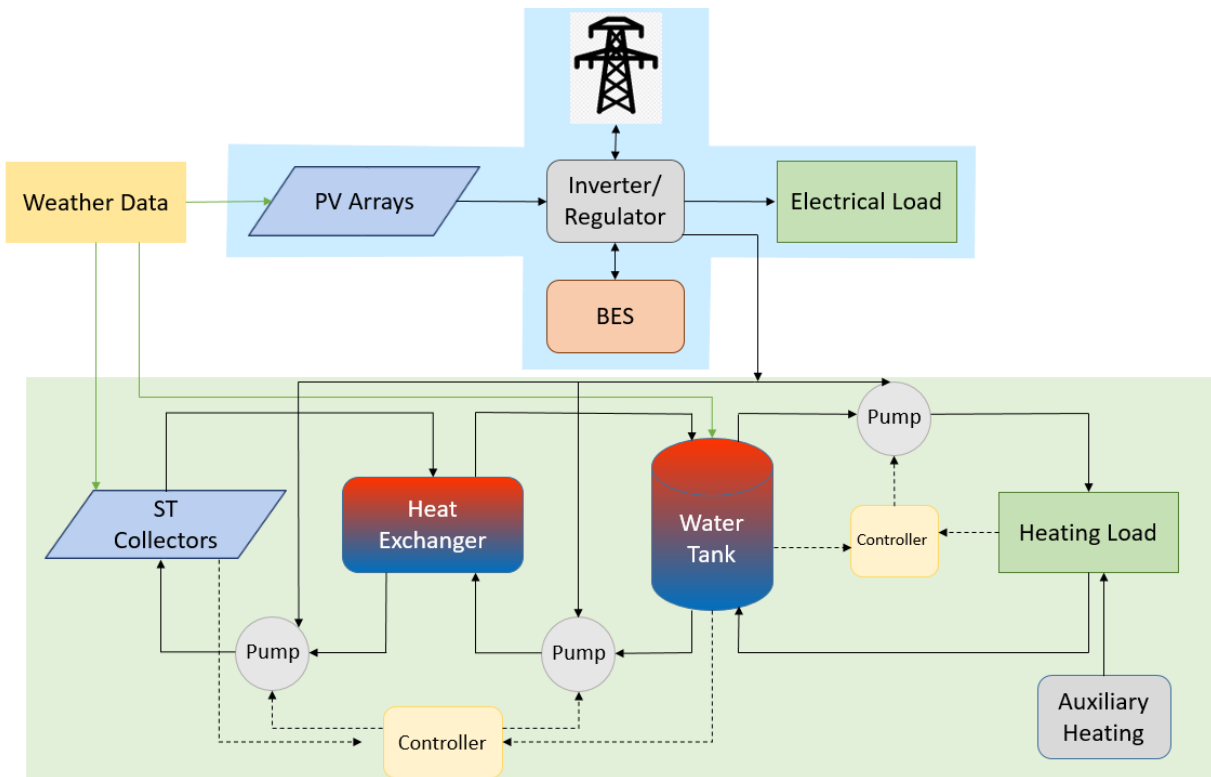 Weather Data
PV Arrays
Inverter/
Regulator
Electrical Load
BES
Pump
ST
Collectors
Heat
Exchanger
Water
Tank
Controller
Heating Load
Pump
Pump
Controller
Auxiliary
Heating